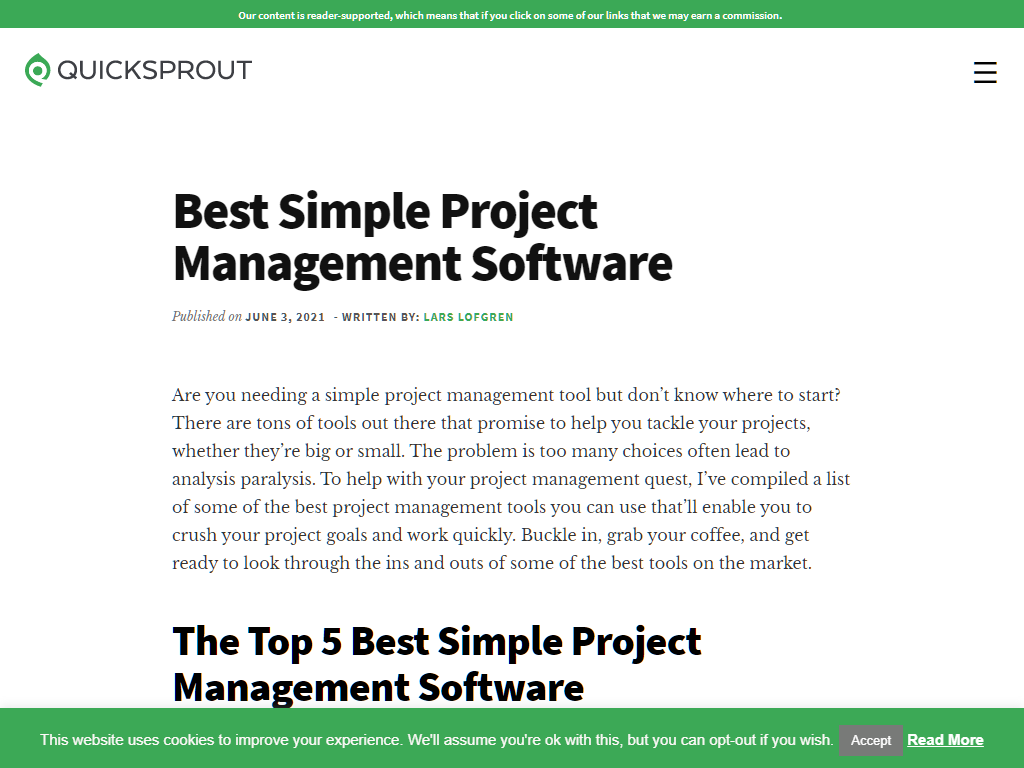 Our content is reader-supported, which means that if you click on some of our links that we may earn a commission.
QUICKSPROUT
Best Simple Project
Management Software
Published on JUNE 3, 2021 - WRITTEN BY: LARS LOFGREN
Are you needing a simple project management tool but don’t know where to start?
There are tons of tools out there that promise to help you tackle your projects,
whether they’re big or small. The problem is too many choices often lead to
analysis paralysis. To help with your project management quest, I’ve compiled a list
of some of the best project management tools you can use that’ll enable you to
crush your project goals and work quickly. Buckle in, grab your coffee, and get
ready to look through the ins and outs of some of the best tools on the market.
The Top 5 Best Simple Project
Management Software
This website uses cookies to improve your experience. We'll assume you're ok with this, but you can opt-out if you wish. Accept Read More